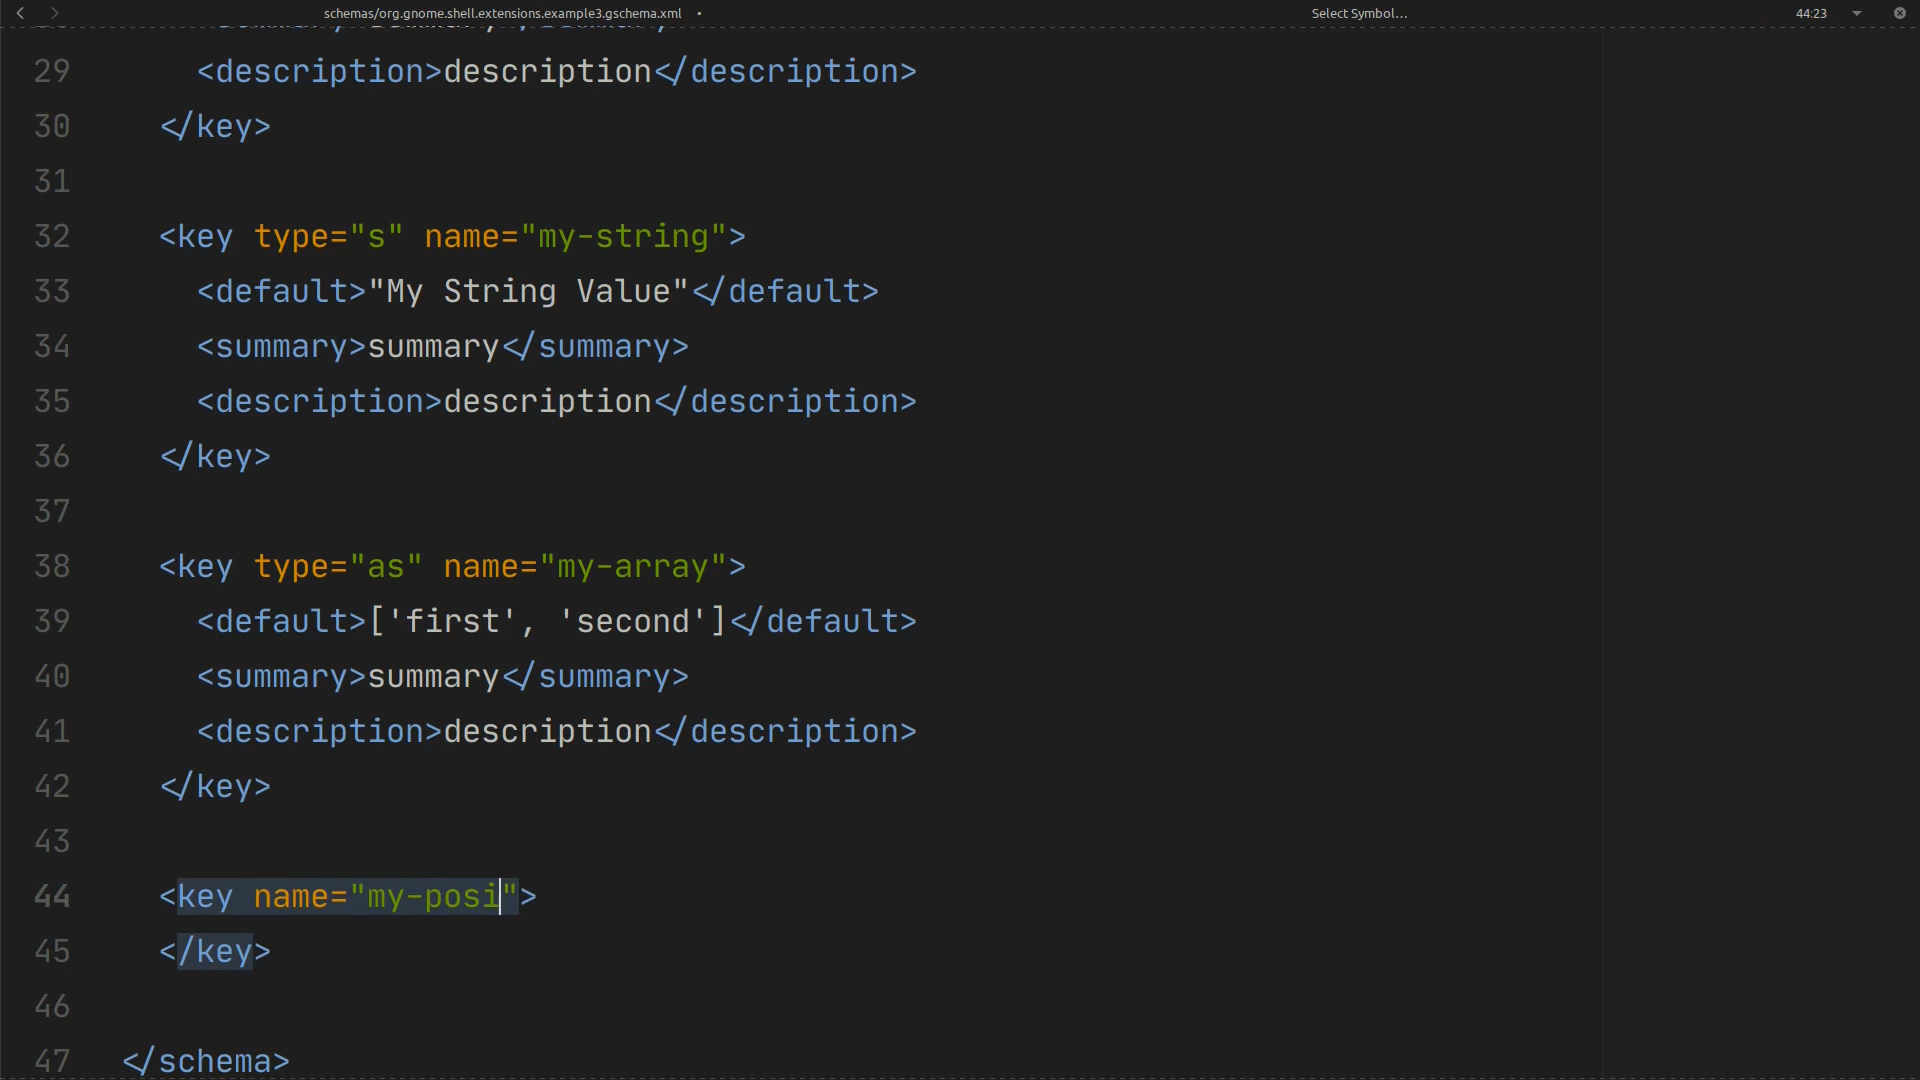 schemas/org.gnome.shell.extensions.example3.gschema.xml •
Select Symbol...
44:23
29 <description>description</description>
30 </key>
31
32 <key type="s" name="my-string">
33 <default>"My String Value"</default>
34 <summary>summary</summary>
35 <description>description</description>
36 </key>
37
38 <key type="as" name="my-array">
39 <default>['first', 'second']</default>
40 <summary>summary</summary>
41 <description>description</description>
42 </key>
43
44 <key name="my-posi">
45 </key>
46
47 </schema>